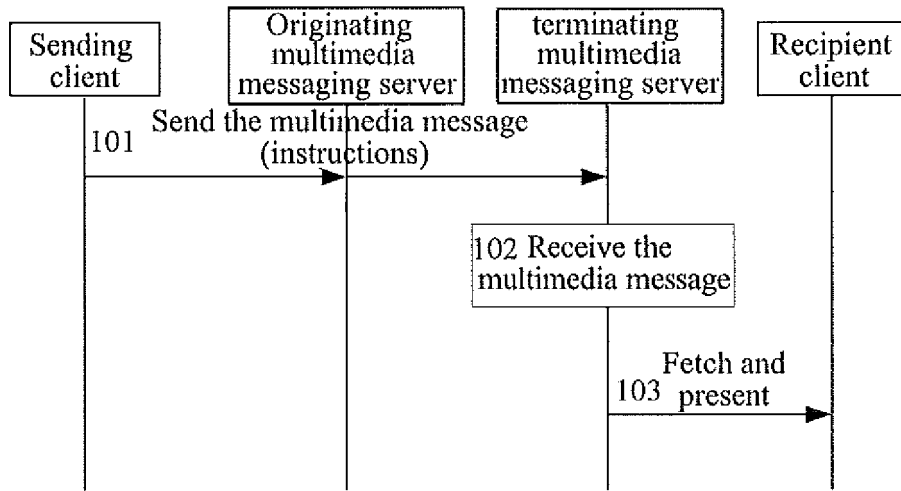 Sending
client
Originating
multimedia
messaging server
terminating
multimedia
messaging server
Recipient
client
101
Send the multimedia message
(instructions)
102 Receive the
multimedia message
103
Fetch and
present